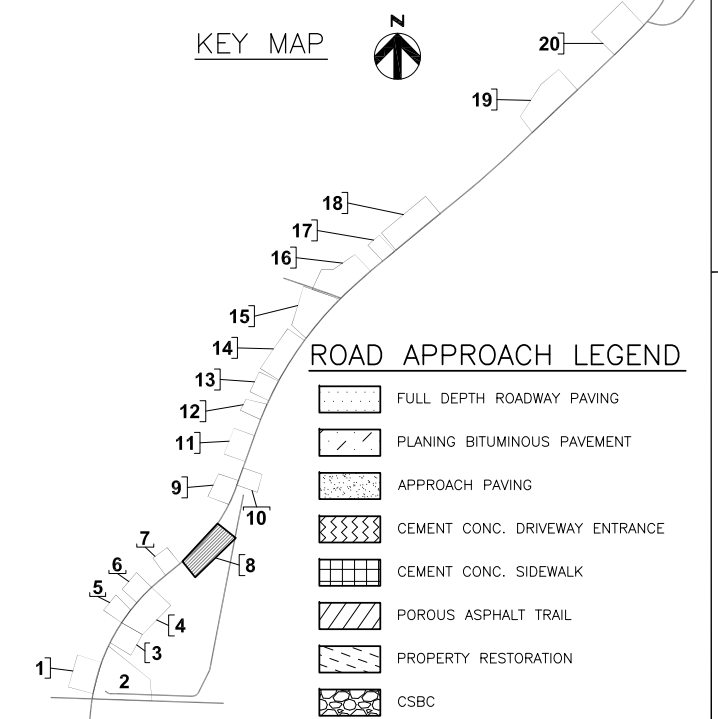 KEY MAP
N
20
19
18
17
16
15
14
13
12
11
9
10
8
7
6
5
4
3
2
1
ROAD APPROACH LEGEND
FULL DEPTH ROADWAY PAVING
PLANING BITUMINOUS PAVEMENT
APPROACH PAVING
CEMENT CONC. DRIVEWAY ENTRANCE
CEMENT CONC. SIDEWALK
POROUS ASPHALT TRAIL
PROPERTY RESTORATION
CSBC